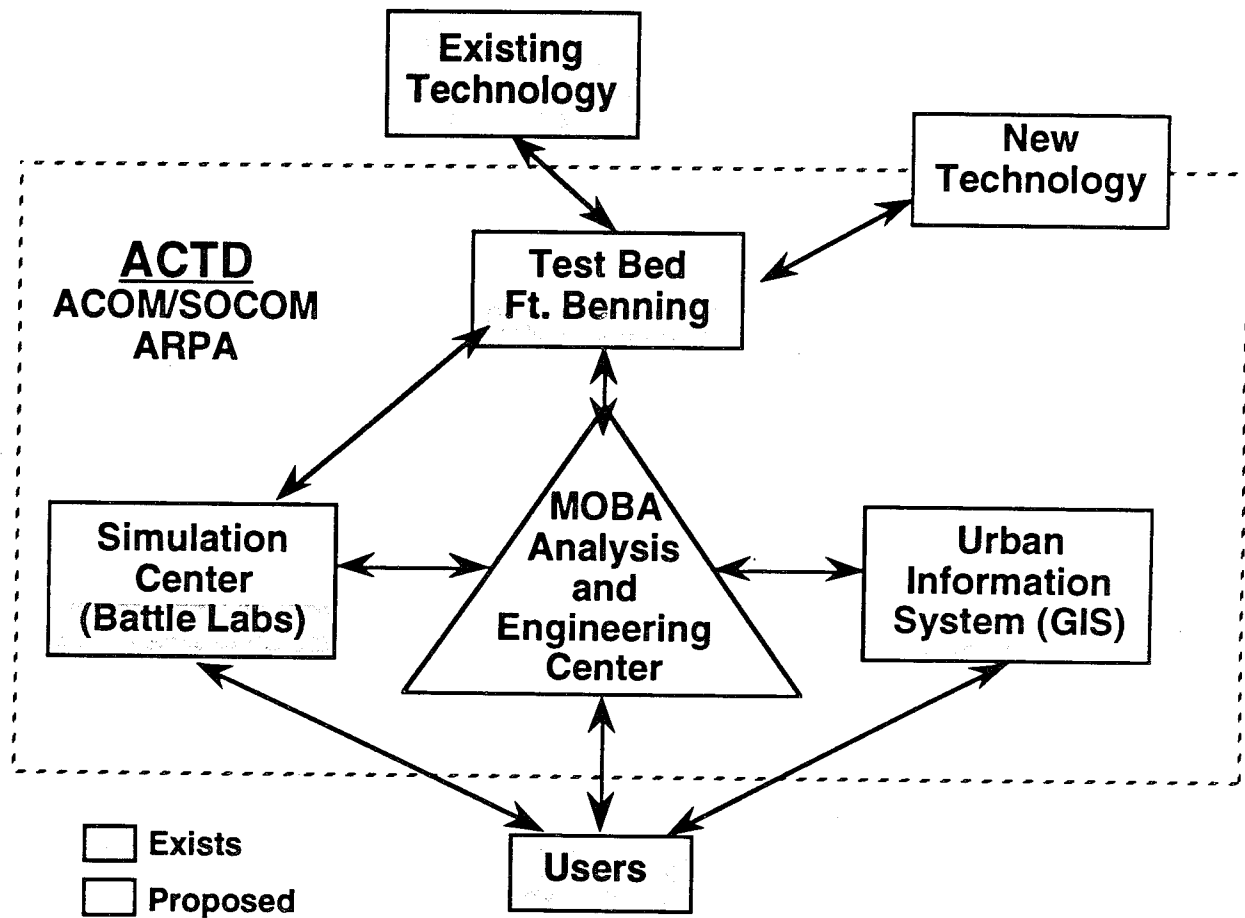 Existing
Technology
New
Technology
ACTD
ACOM/SOCOM
ARPA
Test Bed
Ft. Benning
Simulation
Center
(Battle Labs)
MOBA
Analysis
and
Engineering
Center
Urban
Information
System (GIS)
Users
Exists
Proposed